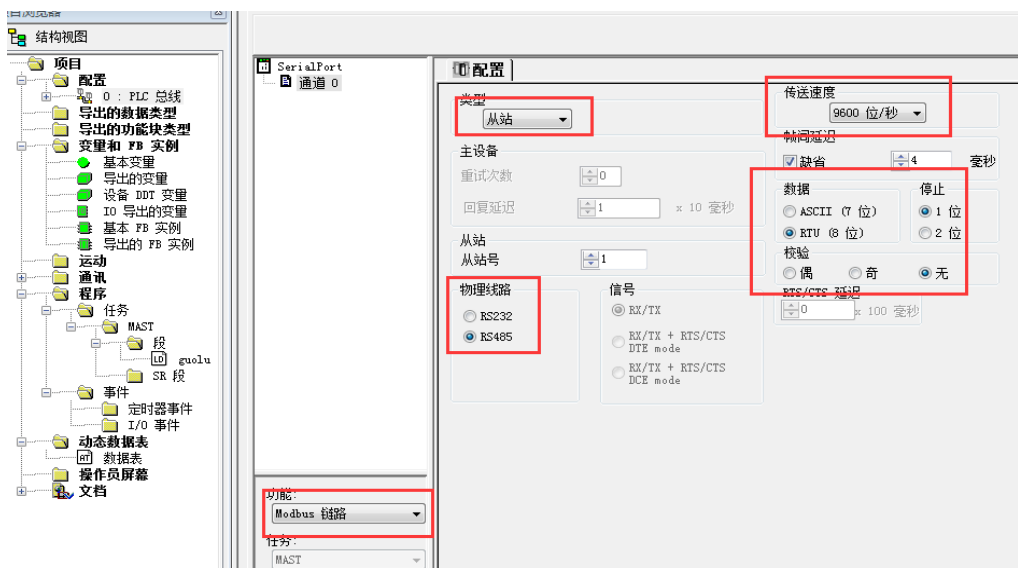 结构视图
项目
配置
0 : PLC 总线
导出的数据类型
导出的功能块类型
变量和 FB 实例
基本变量
导出的变量
设备 DDT 变量
IO 导出的变量
基本 FB 实例
导出的 FB 实例
运动
通讯
程序
任务
MAST
段
LD guolu
SR 段
事件
定时器事件
I/O 事件
动态数据表
数据表
操作员屏幕
文档
SerialPort
通道 0
功能:
Modbus 链路
任务:
MAST
配置
类型
从站
主设备
重试次数 0
回复延迟 1 x 10 毫秒
从站
从站号 1
物理线路
RS232
RS485
信号
RX/TX
RX/TX + RTS/CTS
DTE mode
RX/TX + RTS/CTS
DCE mode
传送速度
9600 位/秒
帧间延迟
缺省 4 毫秒
数据
ASCII (7 位)
RTU (8 位)
停止
1 位
2 位
校验
偶 奇 无
RTS/CTS 延迟
0 x 100 毫秒